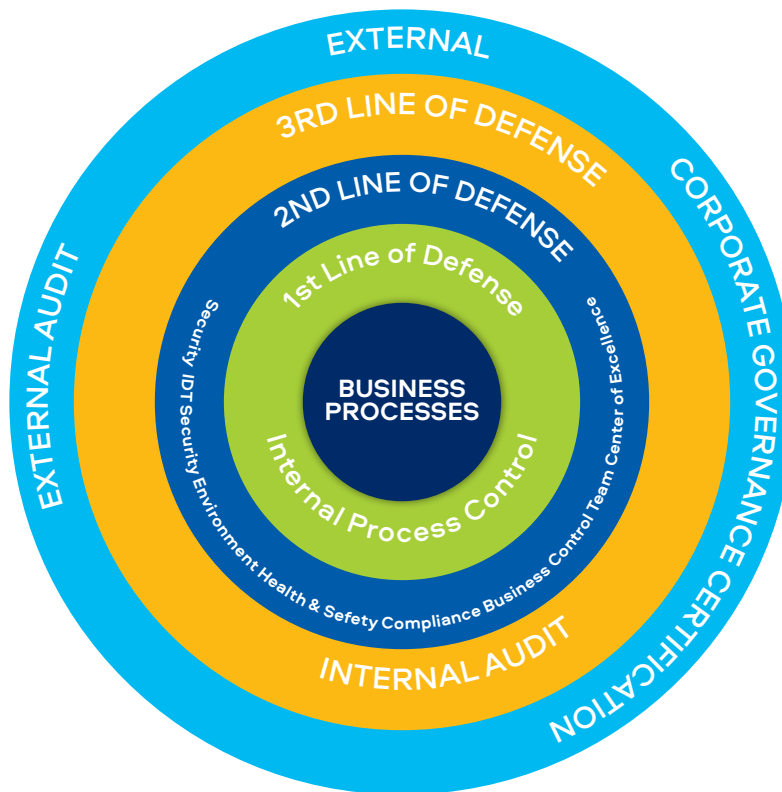 EXTERNAL
3RD LINE OF DEFENSE
2ND LINE OF DEFENSE
1st Line of Defense
BUSINESS
PROCESSES
Internal Process Control
Security IDT Security Environment Health & Safety Compliance Business Control Team Center of Excellence
INTERNAL AUDIT
EXTERNAL AUDIT
CORPORATE GOVERNANCE CERTIFICATION